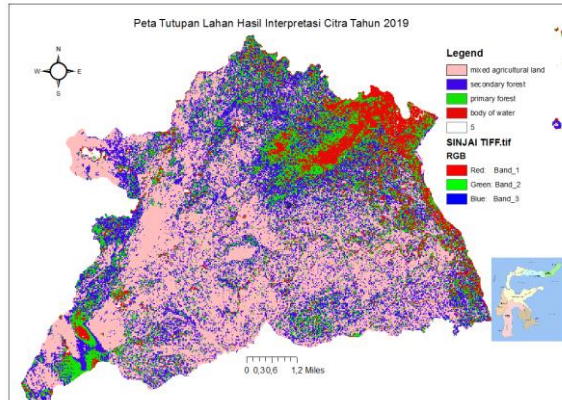 Peta Tutupan Lahan Hasil Interpretasi Citra Tahun 2019
N
W E
S
Legend
mixed agricultural land
secondary forest
primary forest
body of water
5
SINJAI TIFF.tif
RGB
Red: Band_1
Green: Band_2
Blue: Band_3
0 0,30,6 1,2 Miles